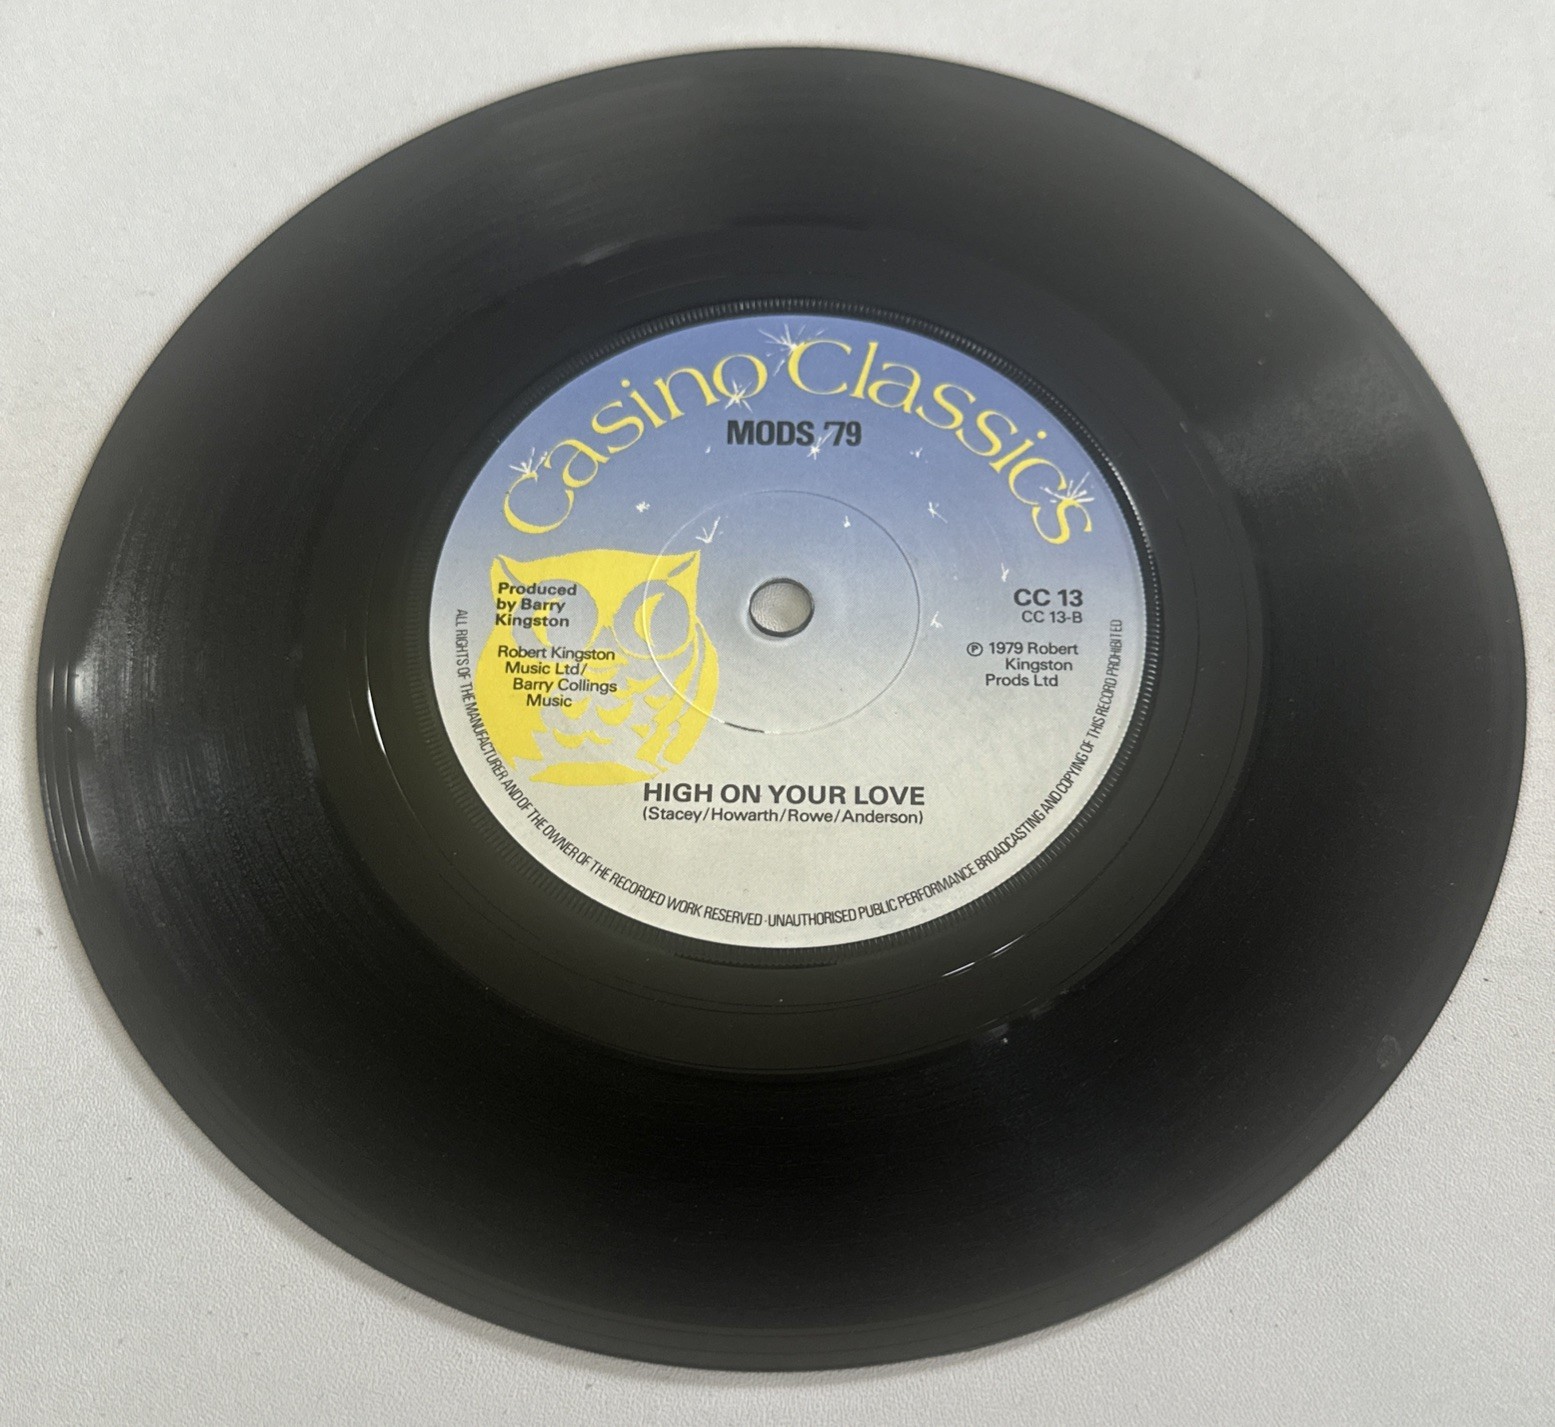 Casino Classics
MODS '79
Produced
by Barry
Kingston
Robert Kingston
Music Ltd/
Barry Collings
Music
CC 13
CC 13-B
℗ 1979 Robert
Kingston
Prods Ltd
HIGH ON YOUR LOVE
(Stacey/Howarth/Rowe/Anderson)
ALL RIGHTS OF THE MANUFACTURER AND OF THE OWNER OF THE RECORDED WORK RESERVED · UNAUTHORISED PUBLIC PERFORMANCE BROADCASTING AND COPYING OF THIS RECORD PROHIBITED